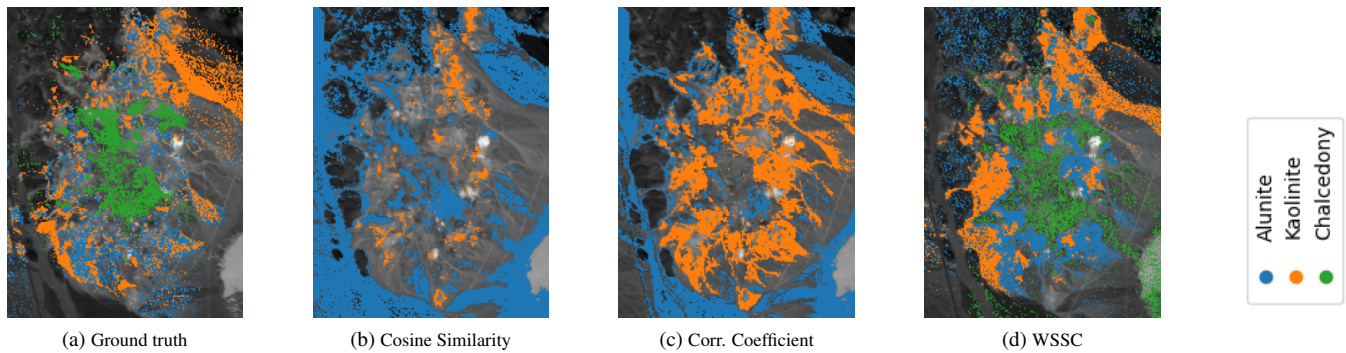 Alunite
Kaolinite
Chalcedony
(a) Ground truth
(b) Cosine Similarity
(c) Corr. Coefficient
(d) WSSC